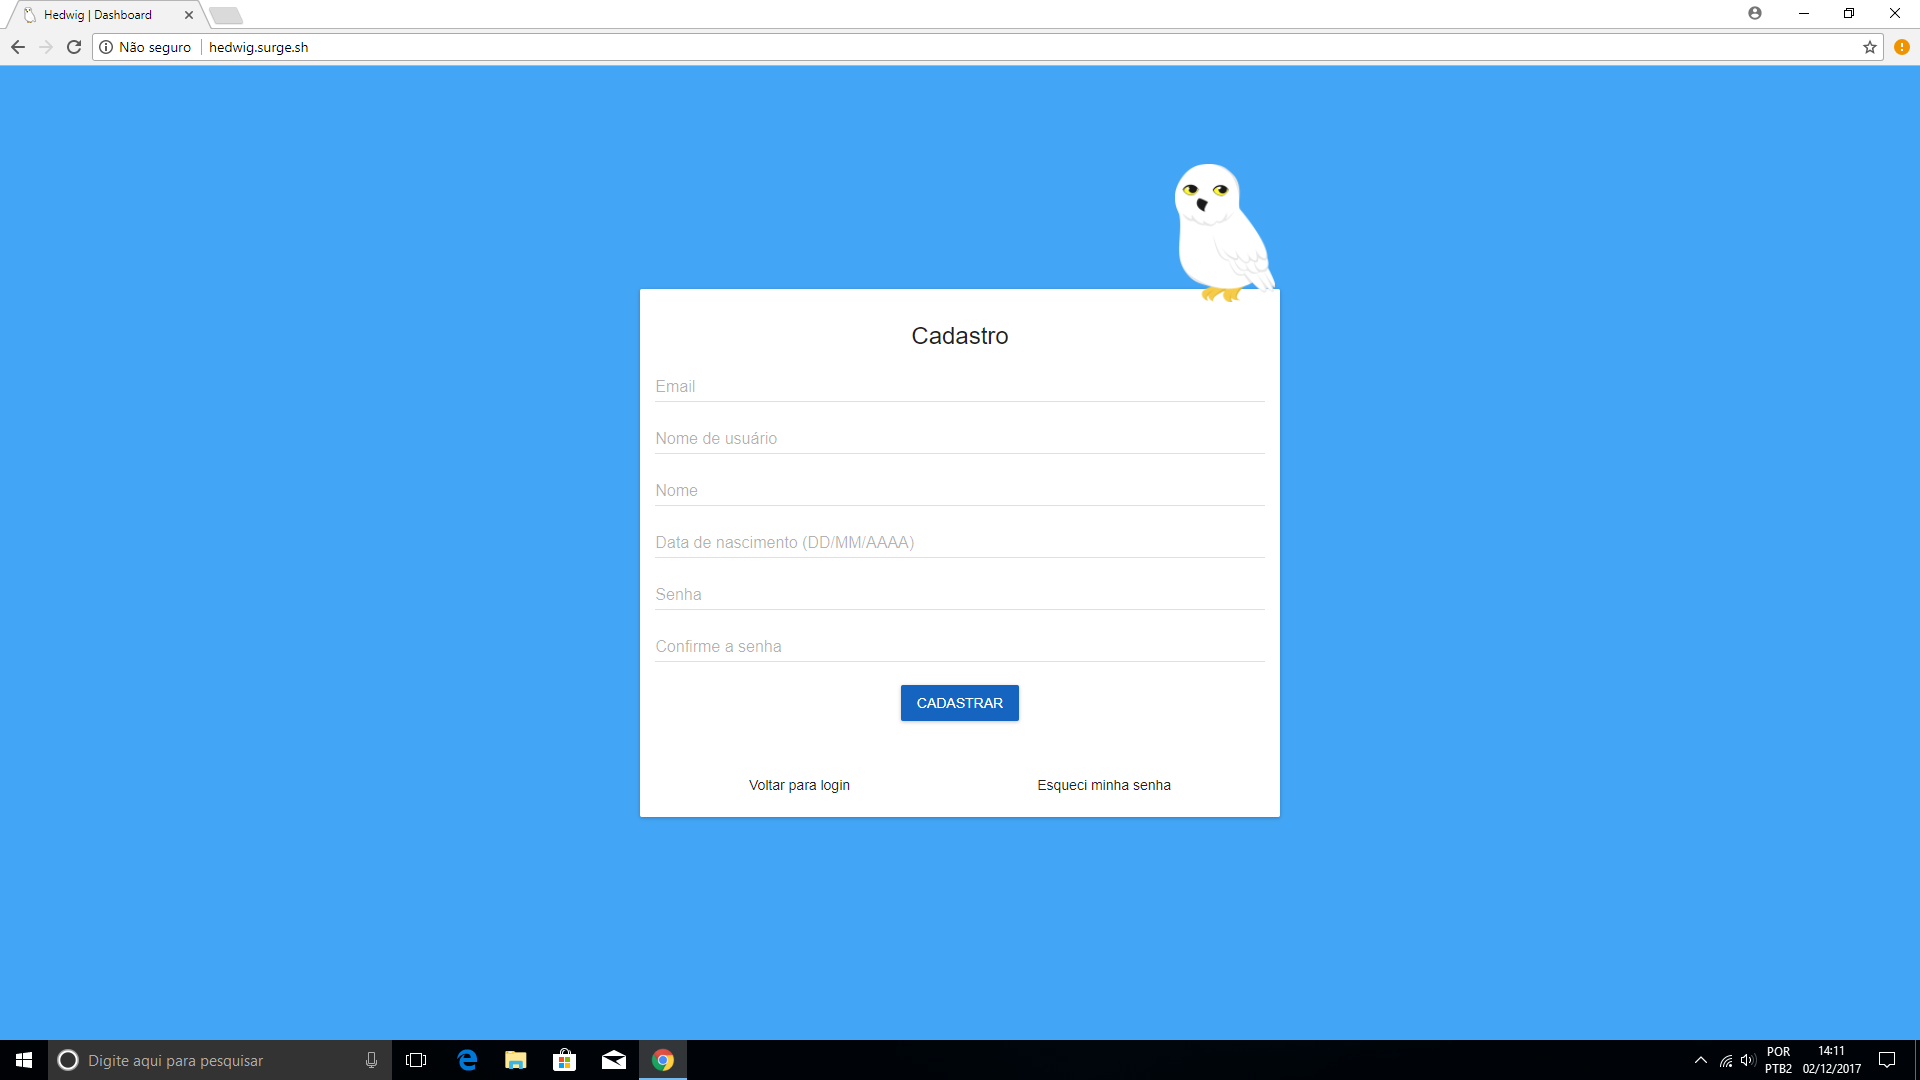 Hedwig | Dashboard
Não seguro
hedwig.surge.sh
Cadastro
Email
Nome de usuário
Nome
Data de nascimento (DD/MM/AAAA)
Senha
Confirme a senha
CADASTRAR
Voltar para login
Esqueci minha senha
Digite aqui para pesquisar
POR
PTB2
14:11
02/12/2017